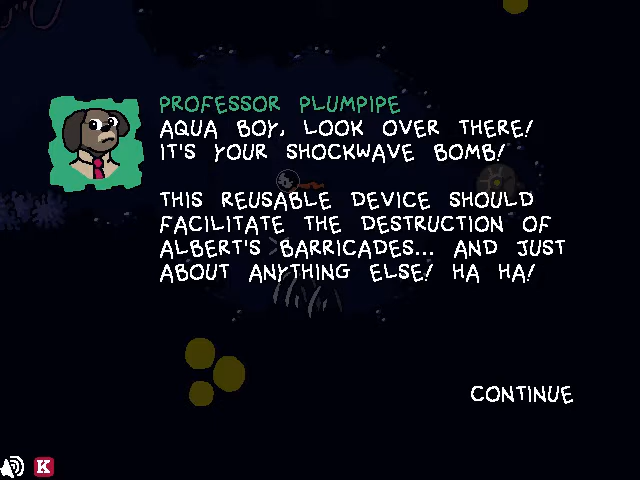 PROFESSOR PLUMPIPE
AQUA BOY, LOOK OVER THERE!
IT'S YOUR SHOCKWAVE BOMB!
THIS REUSABLE DEVICE SHOULD
FACILITATE THE DESTRUCTION OF
ALBERT'S BARRICADES... AND JUST
ABOUT ANYTHING ELSE! HA HA!
CONTINUE
K